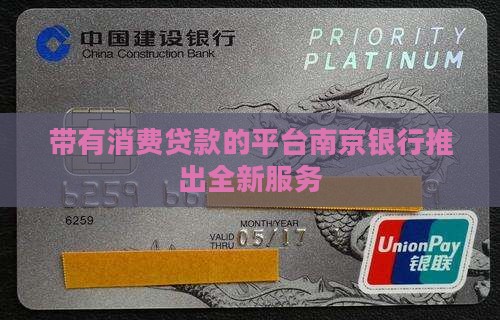 中国建设银行
China Construction Bank
PRIORITY
PLATINUM
带有消费贷款的平台南京银行推
出全新服务
6259
6259
MONTH/YEAR
VALID
THRU
05/17
UnionPay
银联